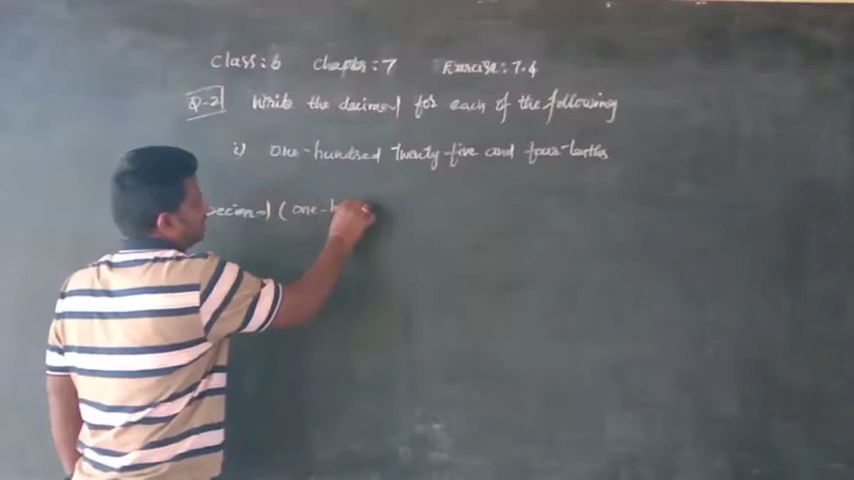 Class: 6 Chapter: 7 Exercise: 7.4
Q-2 Write the decimal for each of the following
i) One-hundred Twenty-five and four-tenths
Decimal ( one-h